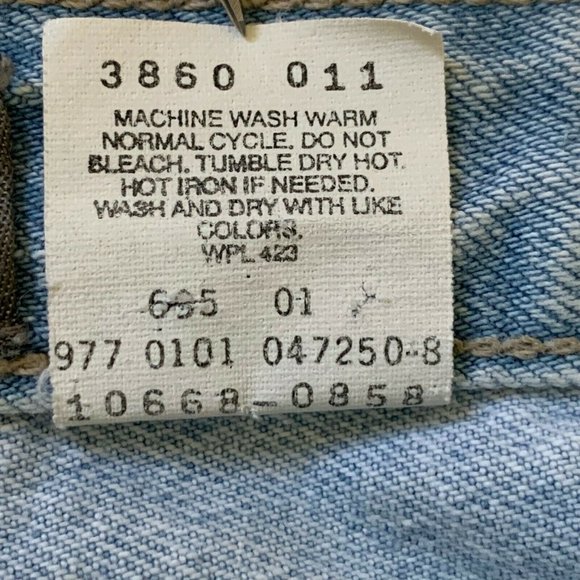 3860 011
MACHINE WASH WARM
NORMAL CYCLE. DO NOT
BLEACH. TUMBLE DRY HOT.
HOT IRON IF NEEDED.
WASH AND DRY WITH LIKE
COLORS.
WPL 423
01
977 0101 047250-8
10668-0858